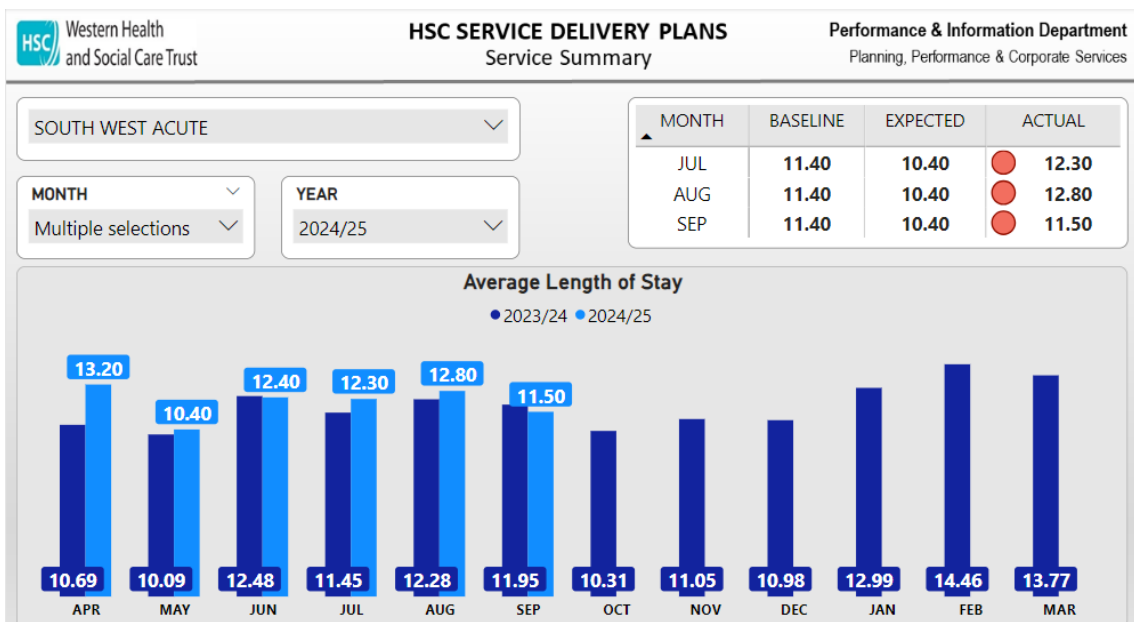 HSC
Western Health
and Social Care Trust
HSC SERVICE DELIVERY PLANS
Service Summary
Performance & Information Department
Planning, Performance & Corporate Services
SOUTH WEST ACUTE
MONTH
Multiple selections
YEAR
2024/25
MONTH BASELINE EXPECTED ACTUAL
JUL 11.40 10.40 12.30
AUG 11.40 10.40 12.80
SEP 11.40 10.40 11.50
Average Length of Stay
2023/24 2024/25
13.20 10.40 12.40 12.30 12.80 11.50
10.69 10.09 12.48 11.45 12.28 11.95 10.31 11.05 10.98 12.99 14.46 13.77
APR MAY JUN JUL AUG SEP OCT NOV DEC JAN FEB MAR